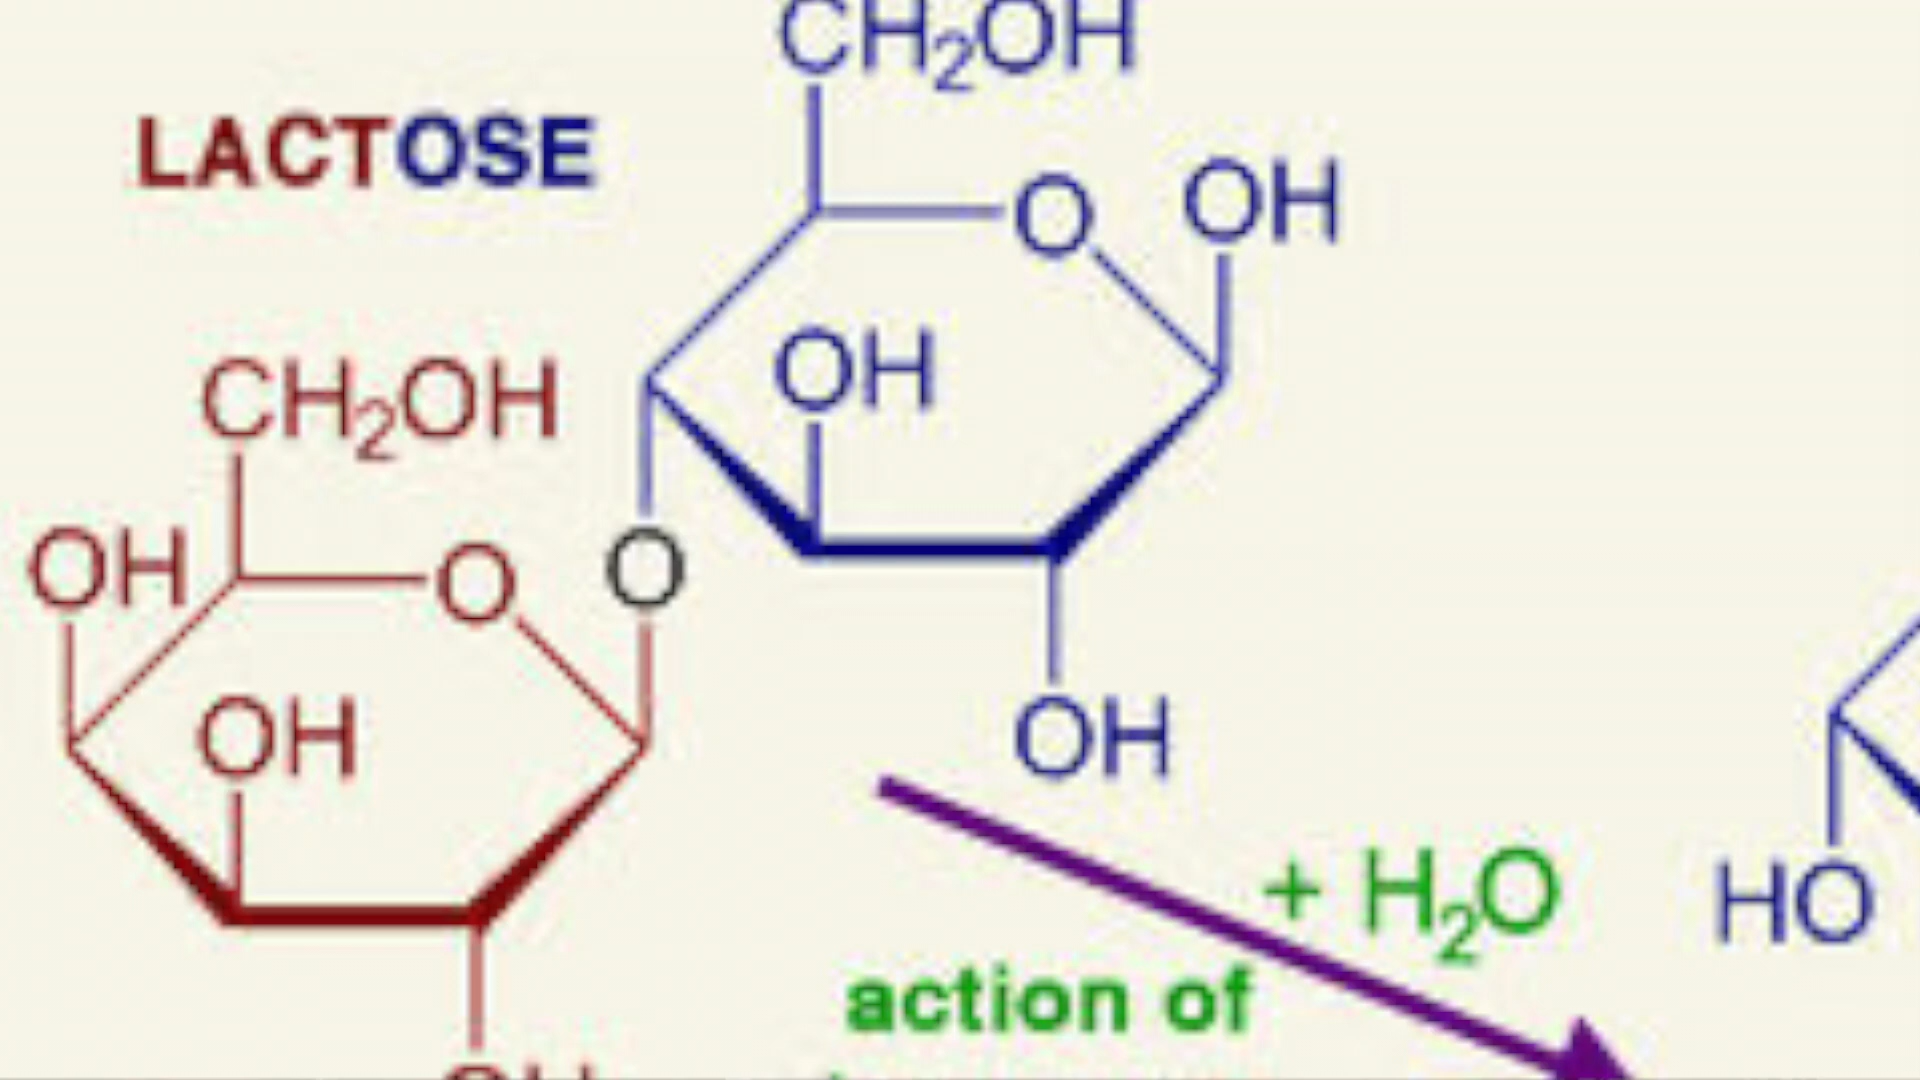 CH2OH
LACTOSE
O
OH
OH
CH2OH
OH
O
O
OH
OH
+ H2O
HO
action of